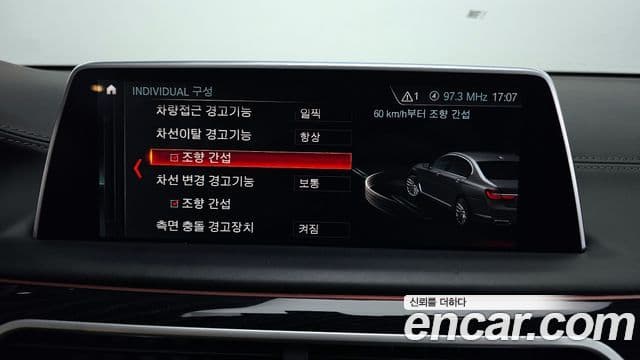 INDIVIDUAL 구성
1 4 97.3 MHz 17:07
차량접근 경고기능 일찍
60 km/h부터 조향 간섭
차선이탈 경고기능 항상
조향 간섭
차선 변경 경고기능 보통
조향 간섭
측면 충돌 경고장치 켜짐
신뢰를 더하다
encar.com